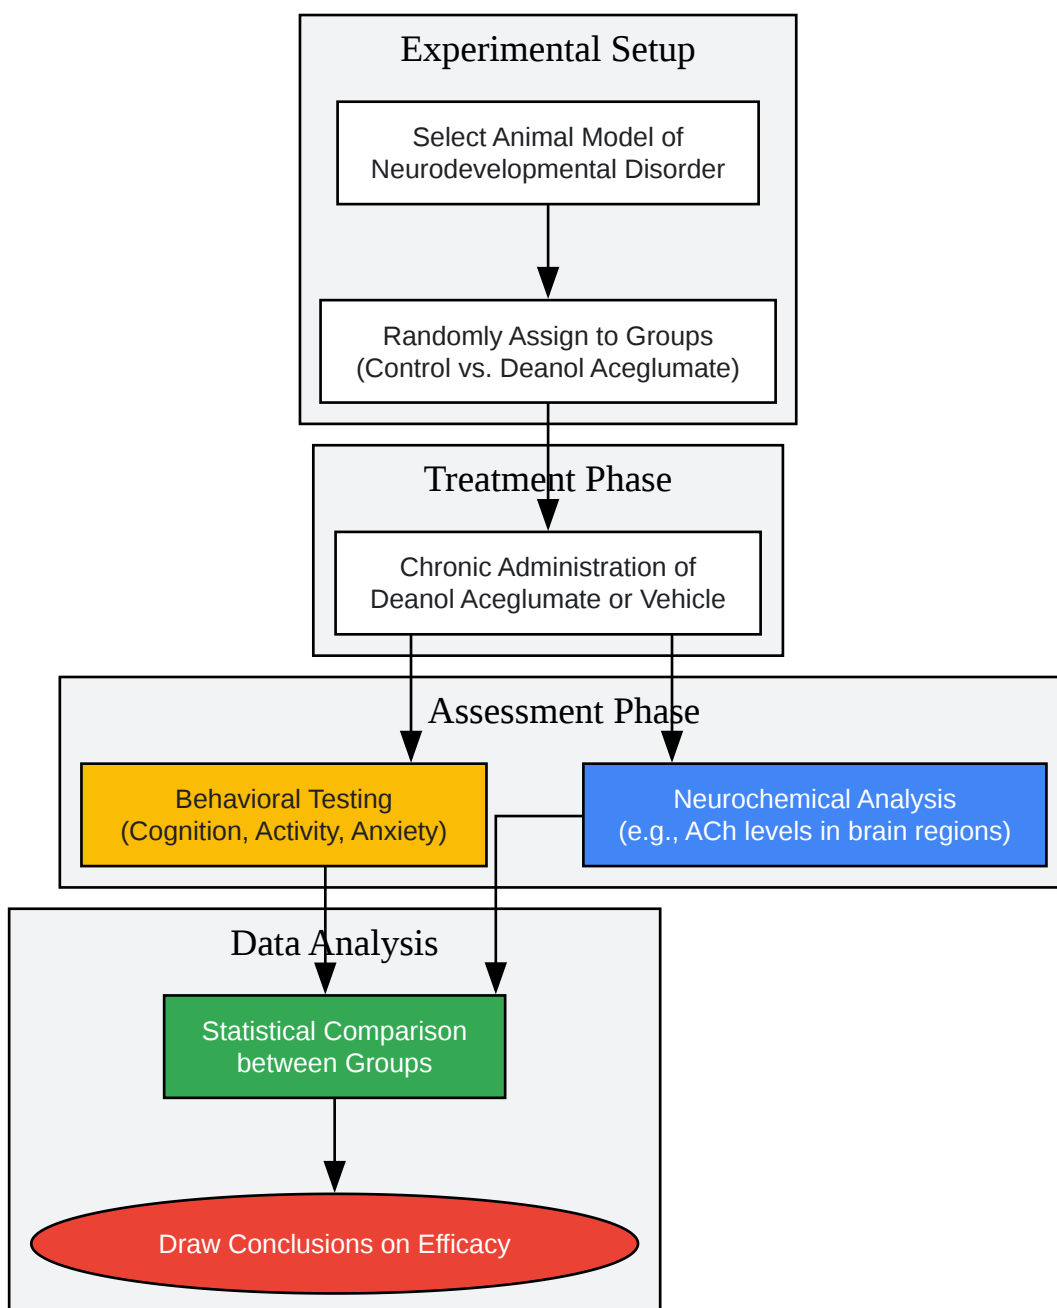 Experimental Setup
Select Animal Model of
Neurodevelopmental Disorder
Randomly Assign to Groups
(Control vs. Deanol Aceglumate)
Treatment Phase
Chronic Administration of
Deanol Aceglumate or Vehicle
Assessment Phase
Behavioral Testing
(Cognition, Activity, Anxiety)
Neurochemical Analysis
(e.g., ACh levels in brain regions)
Data Analysis
Statistical Comparison
between Groups
Draw Conclusions on Efficacy